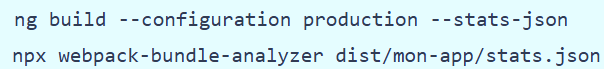 ng build --configuration production --stats-json
npx webpack-bundle-analyzer dist/mon-app/stats.json